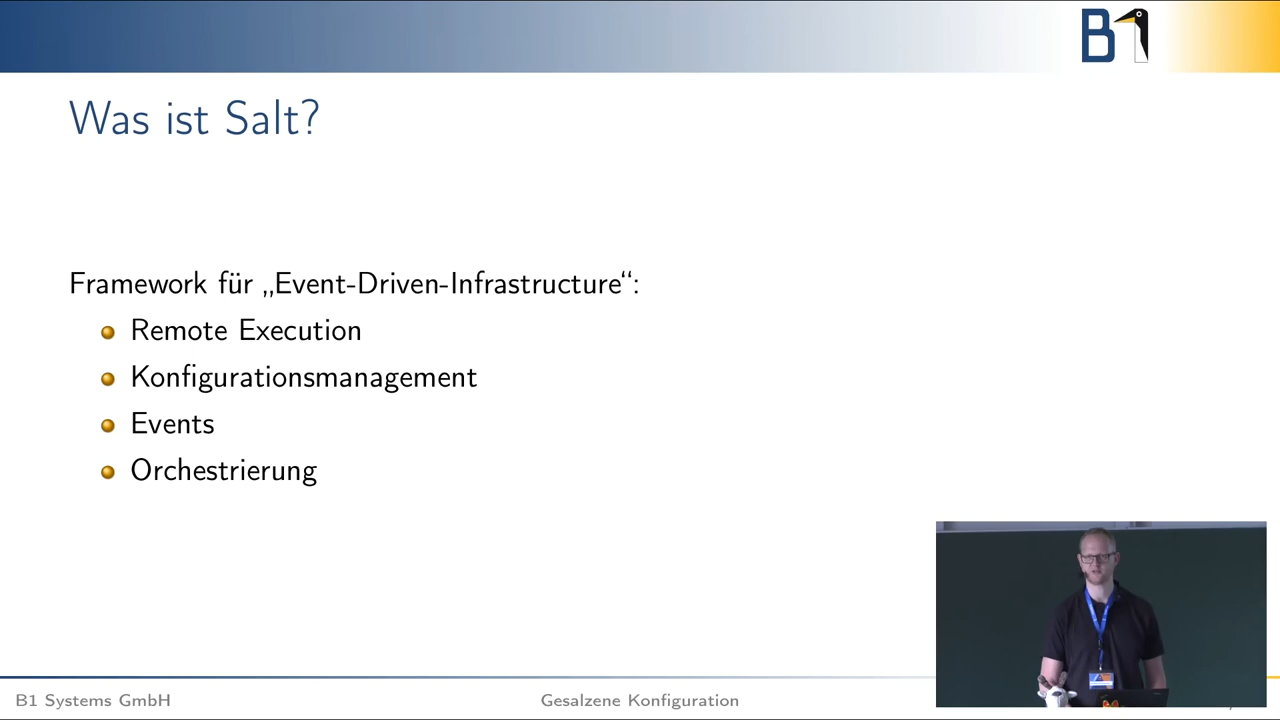 B1
Was ist Salt?
Framework für „Event-Driven-Infrastructure“:
Remote Execution
Konfigurationsmanagement
Events
Orchestrierung
B1 Systems GmbH
Gesalzene Konfiguration